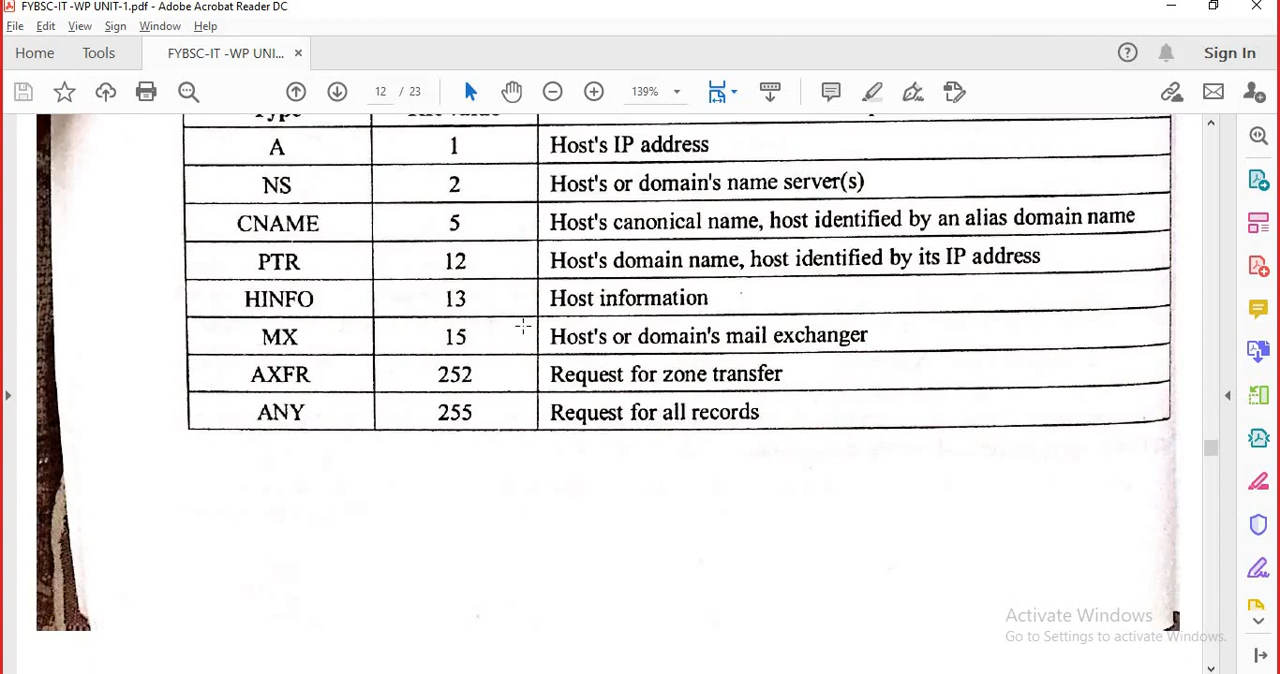 FYBSC-IT -WP UNIT-1.pdf - Adobe Acrobat Reader DC
File Edit View Sign Window Help
Home Tools FYBSC-IT -WP UNI... × Sign In
12 / 23 139%
Type
A 1 Host's IP address
NS 2 Host's or domain's name server(s)
CNAME 5 Host's canonical name, host identified by an alias domain name
PTR 12 Host's domain name, host identified by its IP address
HINFO 13 Host information
MX 15 Host's or domain's mail exchanger
AXFR 252 Request for zone transfer
ANY 255 Request for all records
Activate Windows
Go to Settings to activate Windows.